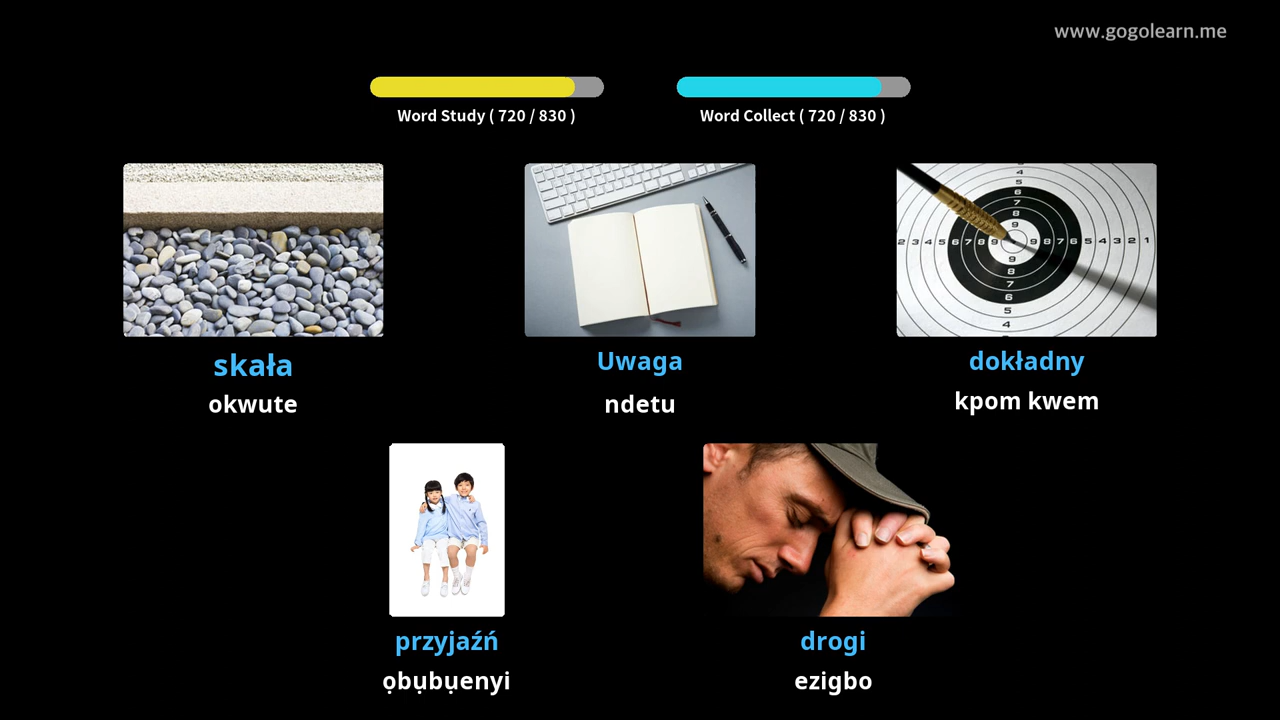 www.gogolearn.me
Word Study ( 720 / 830 )
Word Collect ( 720 / 830 )
skała
okwute
Uwaga
ndetu
dokładny
kpom kwem
przyjaźń
ọbụbụenyi
drogi
ezigbo